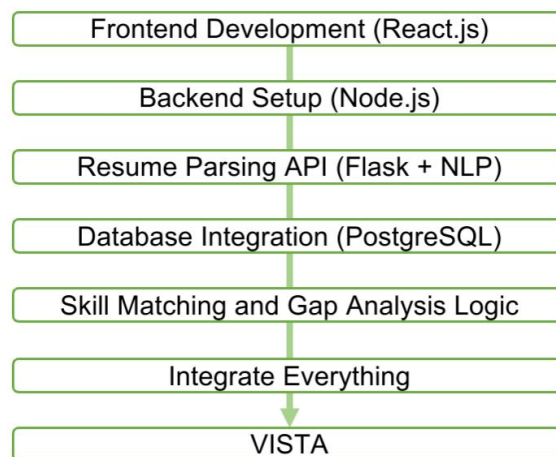 Frontend Development (React.js)
Backend Setup (Node.js)
Resume Parsing API (Flask + NLP)
Database Integration (PostgreSQL)
Skill Matching and Gap Analysis Logic
Integrate Everything
VISTA